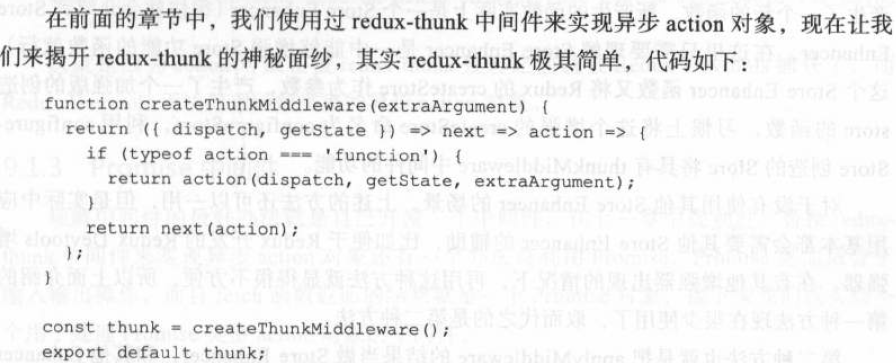 在前面的章节中，我们使用过 redux-thunk 中间件来实现异步 action 对象，现在让我
们来揭开 redux-thunk 的神秘面纱，其实 redux-thunk 极其简单，代码如下：
function createThunkMiddleware(extraArgument) {
  return ({ dispatch, getState }) => next => action => {
    if (typeof action === 'function') {
      return action(dispatch, getState, extraArgument);
    }
    return next(action);
  };
}
const thunk = createThunkMiddleware();
export default thunk;